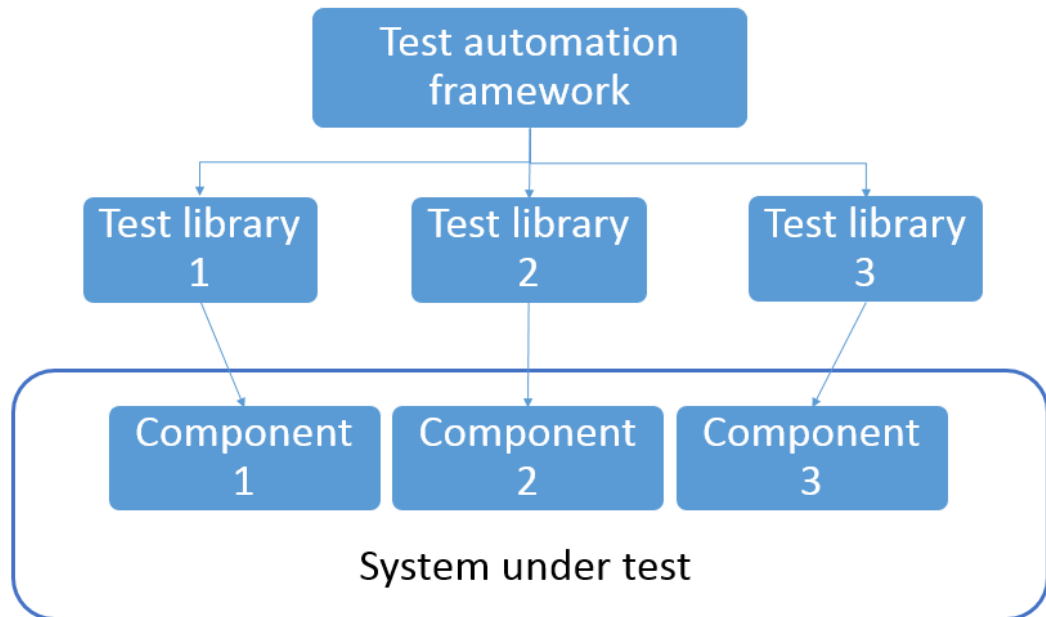 Test automation
framework
Test library
1
Test library
2
Test library
3
Component
1
Component
2
Component
3
System under test